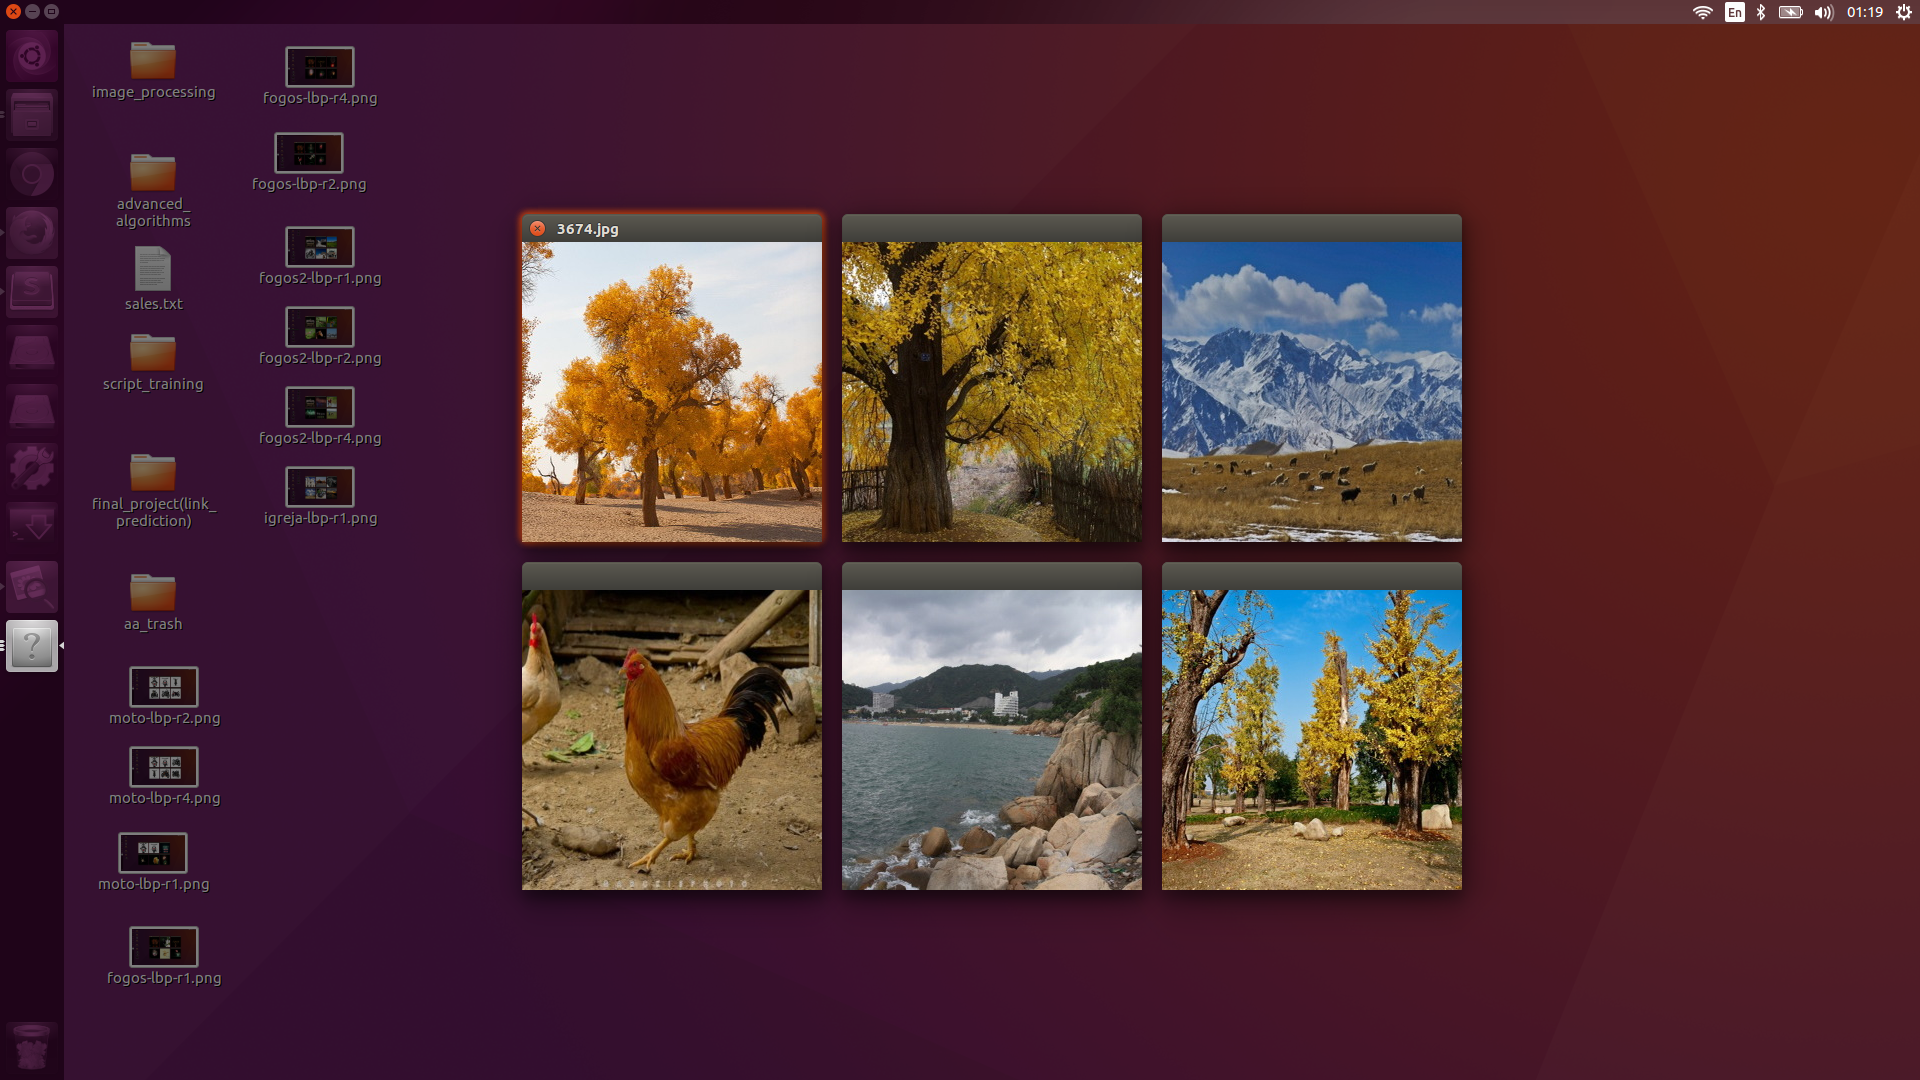 En
01:19
image_processing
advanced_
algorithms
sales.txt
script_training
final_project(link_
prediction)
aa_trash
moto-lbp-r2.png
moto-lbp-r4.png
moto-lbp-r1.png
fogos-lbp-r1.png
fogos-lbp-r4.png
fogos-lbp-r2.png
fogos2-lbp-r1.png
fogos2-lbp-r2.png
fogos2-lbp-r4.png
igreja-lbp-r1.png
3674.jpg